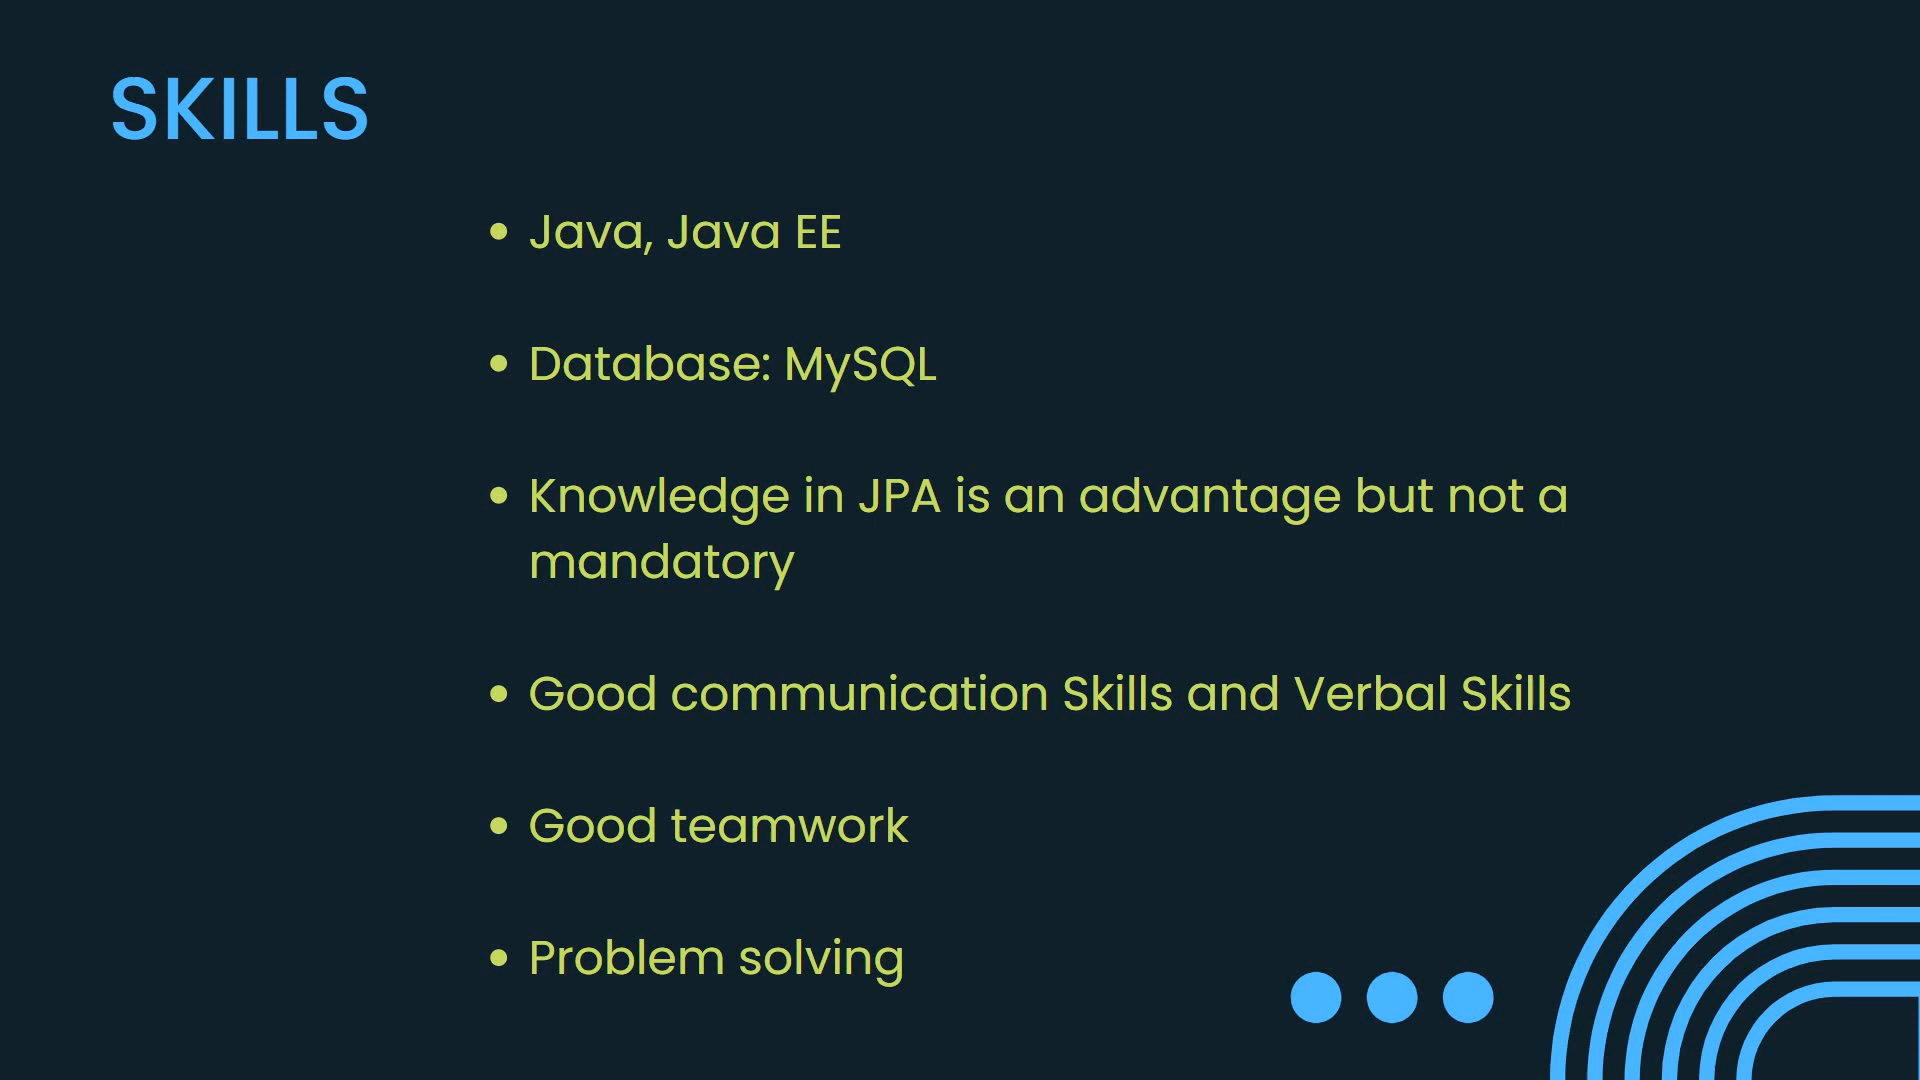 SKILLS
• Java, Java EE
• Database: MySQL
• Knowledge in JPA is an advantage but not a
mandatory
• Good communication Skills and Verbal Skills
• Good teamwork
• Problem solving